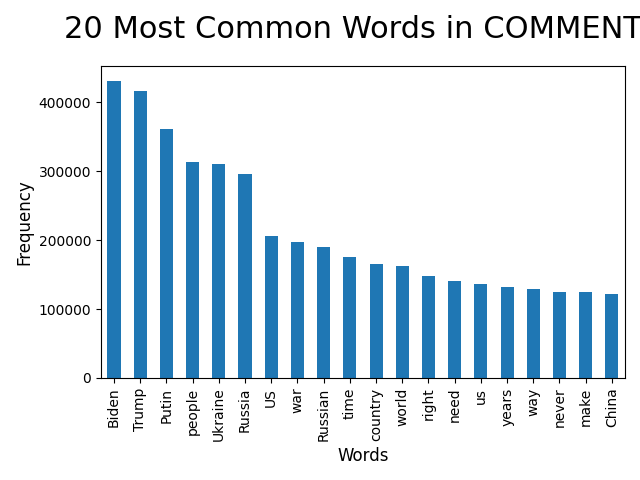 20 Most Common Words in COMMENT
400000
300000
200000
100000
0
Frequency
Biden
Trump
Putin
people
Ukraine
Russia
US
war
Russian
time
country
world
right
need
us
years
way
never
make
China
Words